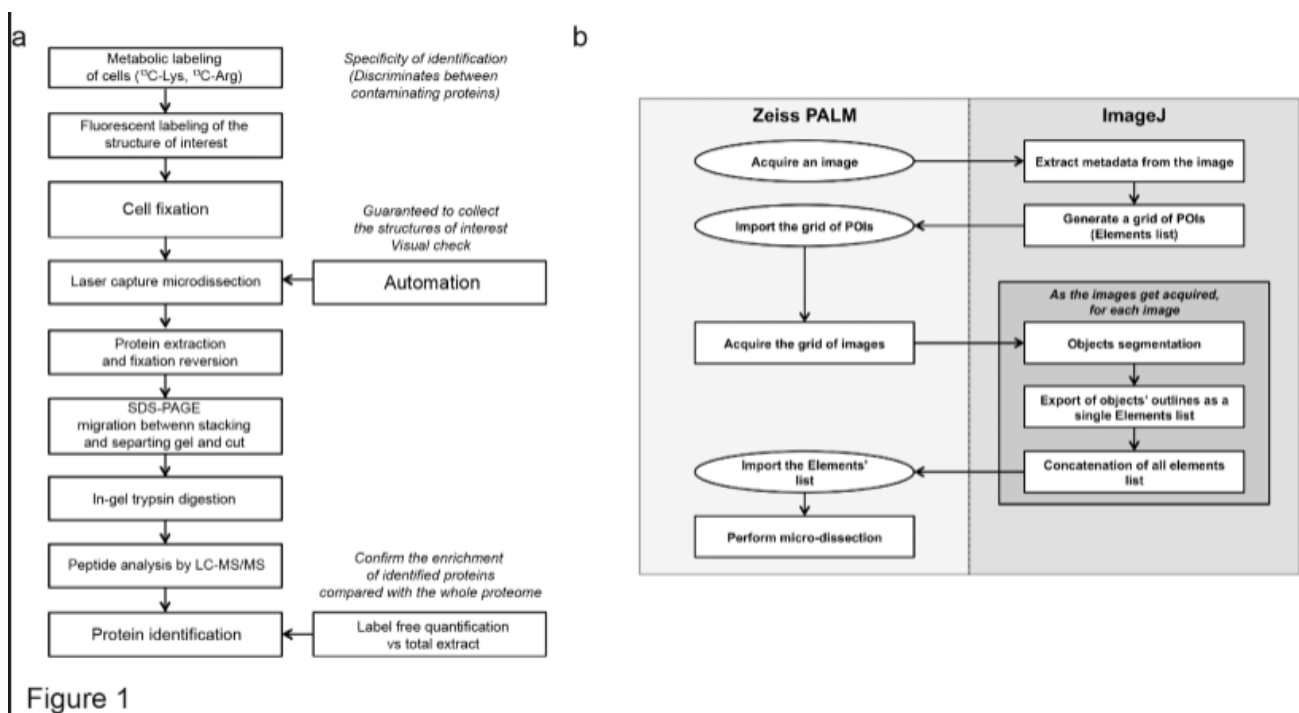 a
Metabolic labeling
of cells (¹³C-Lys, ¹³C-Arg)
Specificity of identification
(Discriminates between
contaminating proteins)
Fluorescent labeling of the
structure of interest
Cell fixation
Guaranteed to collect
the structures of interest
Visual check
Laser capture microdissection
Automation
Protein extraction
and fixation reversion
SDS-PAGE
migration betwenn stacking
and separting gel and cut
In-gel trypsin digestion
Peptide analysis by LC-MS/MS
Confirm the enrichment
of identified proteins
compared with the whole proteome
Protein identification
Label free quantification
vs total extract
b
Zeiss PALM
ImageJ
Acquire an image
Extract metadata from the image
Import the grid of POIs
Generate a grid of POIs
(Elements list)
As the images get acquired,
for each image
Acquire the grid of images
Objects segmentation
Export of objects' outlines as a
single Elements list
Import the Elements'
list
Concatenation of all elements
list
Perform micro-dissection
Figure 1